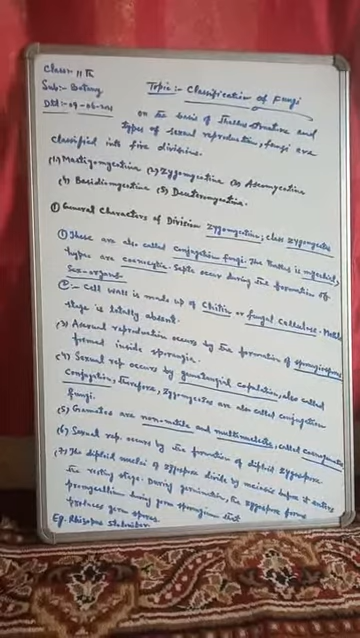 Class:- 11th
Sub:- Botany
Topic:- Classification of Fungi
on the basis of thallus structure and
types of sexual reproduction, fungi are
classified into five divisions.
(1) Mastigomycotina (2) Zygomycotina (3) Ascomycotina
(4) Basidiomycotina (5) Deuteromycotina.
① General Characters of Division Zygomycotina; class Zygomycetes
① These are also called conjugation fungi. The thallus is mycelial,
hyphae are coenocytic. Septa occur during the formation of
Sex-organs.
②:- Cell wall is made up of Chitin or fungal Cellulose. Motile
stage is totally absent.
(3) Asexual reproduction occurs by the formation of sporangiospores
formed inside sporangia.
(4) Sexual rep occurs by gametangial copulation, also called
Conjugation, therefore, zygomycetes are also called conjugation
fungi.
(5) Gametes are non-motile and multinucleate, called coenogametes
(6) Sexual rep. occurs by the formation of diploid zygospore
(7) The diploid nuclei of zygospore divide by meiosis before it enters
the resting stage. During germination, the zygospore forms
promycelium during germ sporangium that
produces germ spores.
Eg. Rhizopus stolonifer